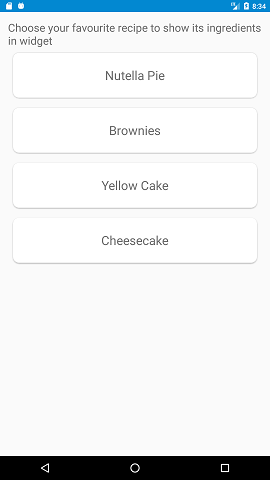 8:34
Choose your favourite recipe to show its ingredients
in widget
Nutella Pie
Brownies
Yellow Cake
Cheesecake